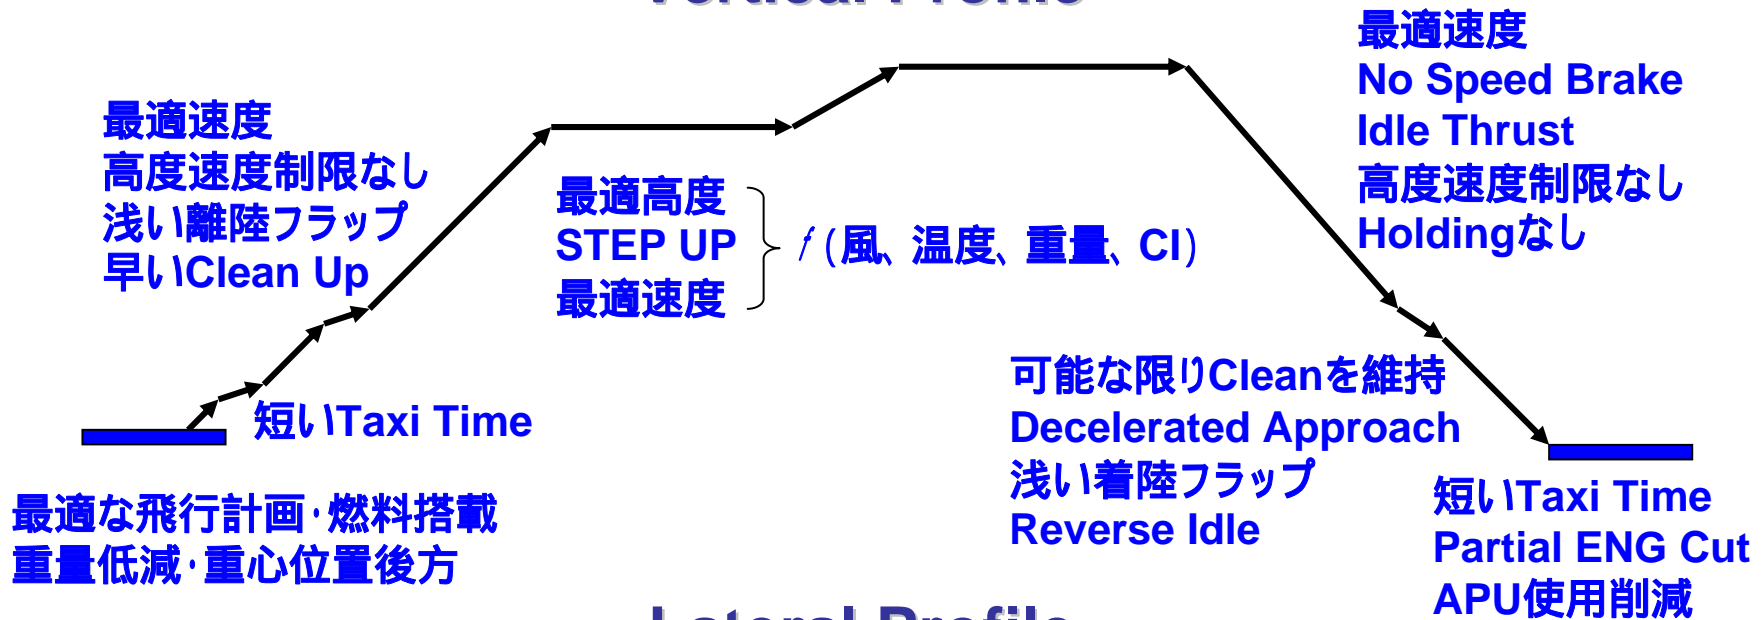 Vertical Profile
最適速度
高度速度制限なし
浅い離陸フラップ
早いClean Up
最適高度
STEP UP
最適速度
f(風、温度、重量、CI)
最適速度
No Speed Brake
Idle Thrust
高度速度制限なし
Holdingなし
短いTaxi Time
最適な飛行計画・燃料搭載
重量低減・重心位置後方
可能な限りCleanを維持
Decelerated Approach
浅い着陸フラップ
Reverse Idle
短いTaxi Time
Partial ENG Cut
APU使用削減
Lateral Profile